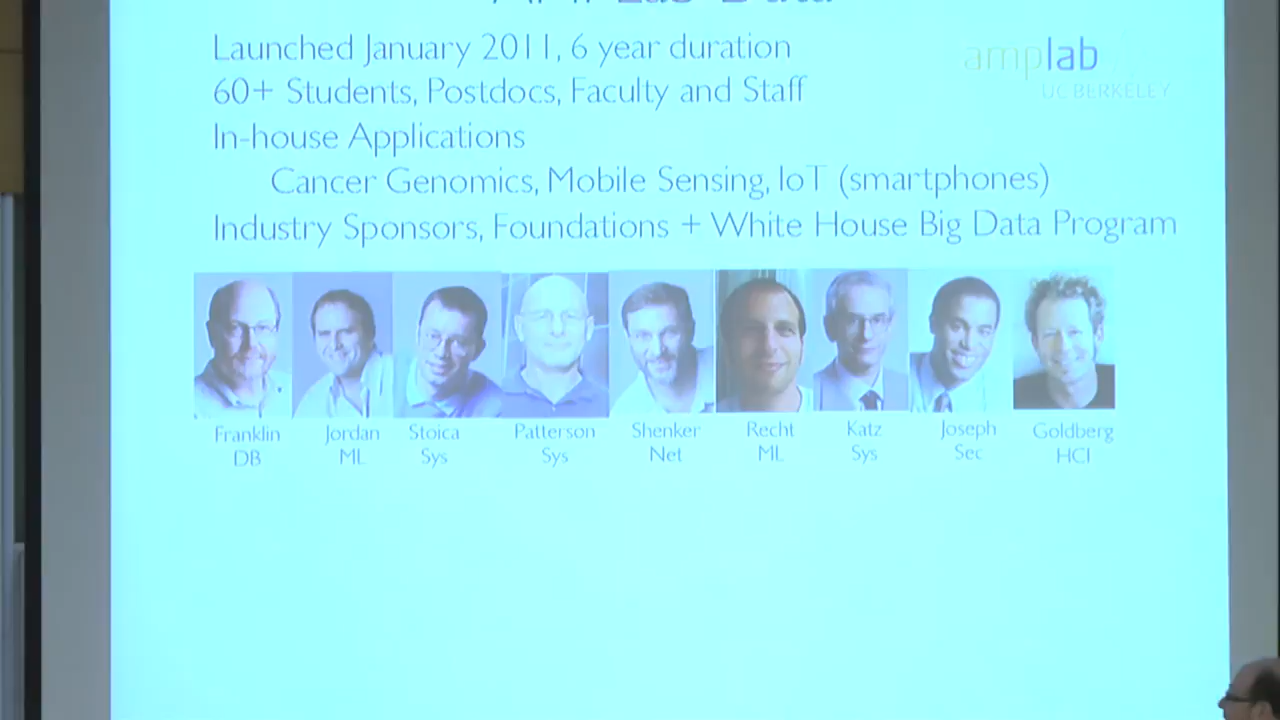 Launched January 2011, 6 year duration
amplab
UC BERKELEY
60+ Students, Postdocs, Faculty and Staff
In-house Applications
Cancer Genomics, Mobile Sensing, IoT (smartphones)
Industry Sponsors, Foundations + White House Big Data Program
Franklin Jordan Stoica Patterson Shenker Recht Katz Joseph Goldberg
DB ML Sys Sys Net ML Sys Sec HCI